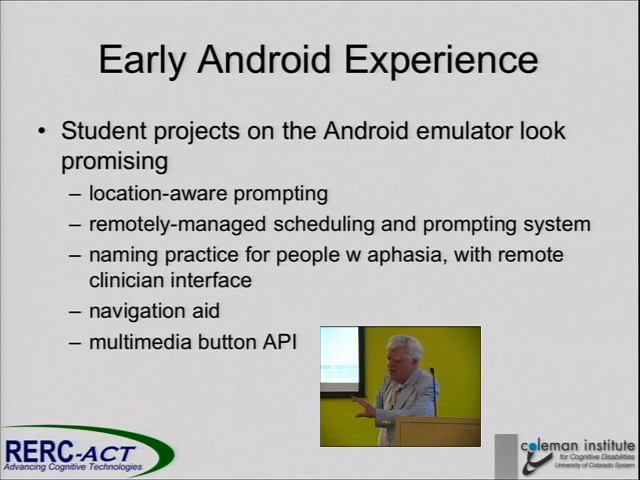 Early Android Experience
• Student projects on the Android emulator look
promising
– location-aware prompting
– remotely-managed scheduling and prompting system
– naming practice for people w aphasia, with remote
clinician interface
– navigation aid
– multimedia button API
RERC-ACT
Advancing Cognitive Technologies
coleman institute
for Cognitive Disabilities
University of Colorado System